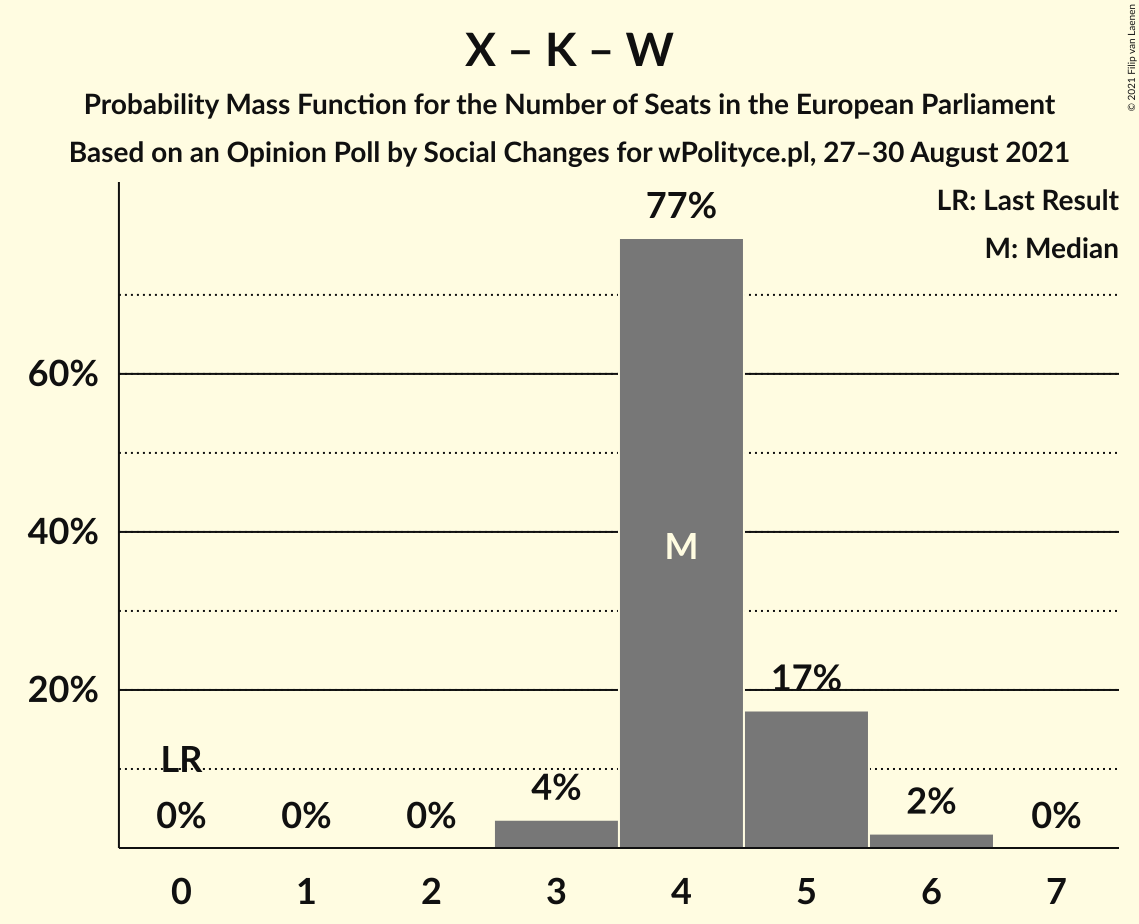 X – K – W
Probability Mass Function for the Number of Seats in the European Parliament
Based on an Opinion Poll by Social Changes for wPolityce.pl, 27–30 August 2021
© 2021 Filip van Laenen
LR: Last Result
M: Median
77%
60%
40%
M
20%
17%
LR
0%
0%
0%
4%
2%
0%
0
1
2
3
4
5
6
7